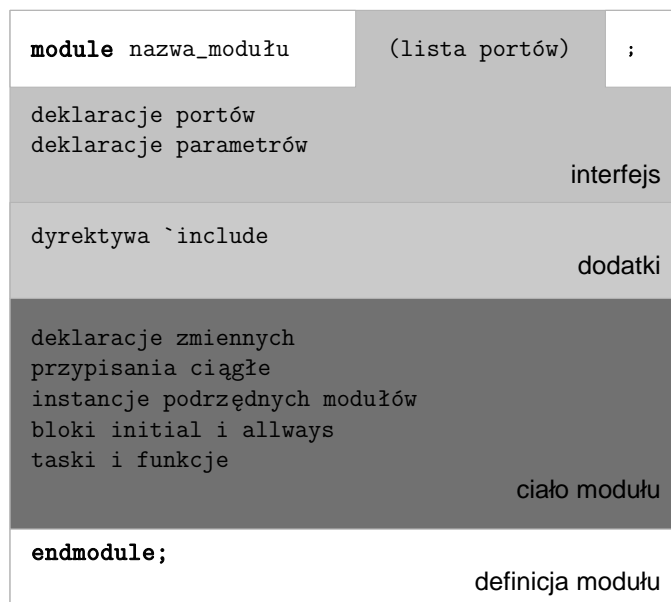 module nazwa_modułu (lista portów) ;
deklaracje portów
deklaracje parametrów
interfejs
dyrektywa `include
dodatki
deklaracje zmiennych
przypisania ciągłe
instancje podrzędnych modułów
bloki initial i allways
taski i funkcje
ciało modułu
endmodule;
definicja modułu